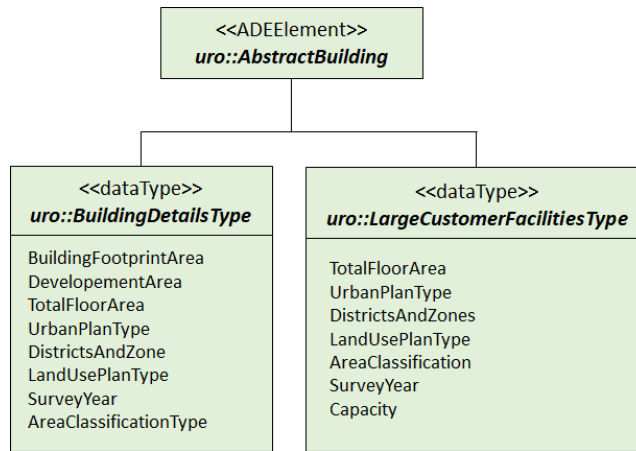 <<ADEElement>>
uro::AbstractBuilding
<<dataType>>
uro::BuildingDetailsType
BuildingFootprintArea
DevelopementArea
TotalFloorArea
UrbanPlanType
DistrictsAndZone
LandUsePlanType
SurveyYear
AreaClassificationType
<<dataType>>
uro::LargeCustomerFacilitiesType
TotalFloorArea
UrbanPlanType
DistrictsAndZones
LandUsePlanType
AreaClassification
SurveyYear
Capacity